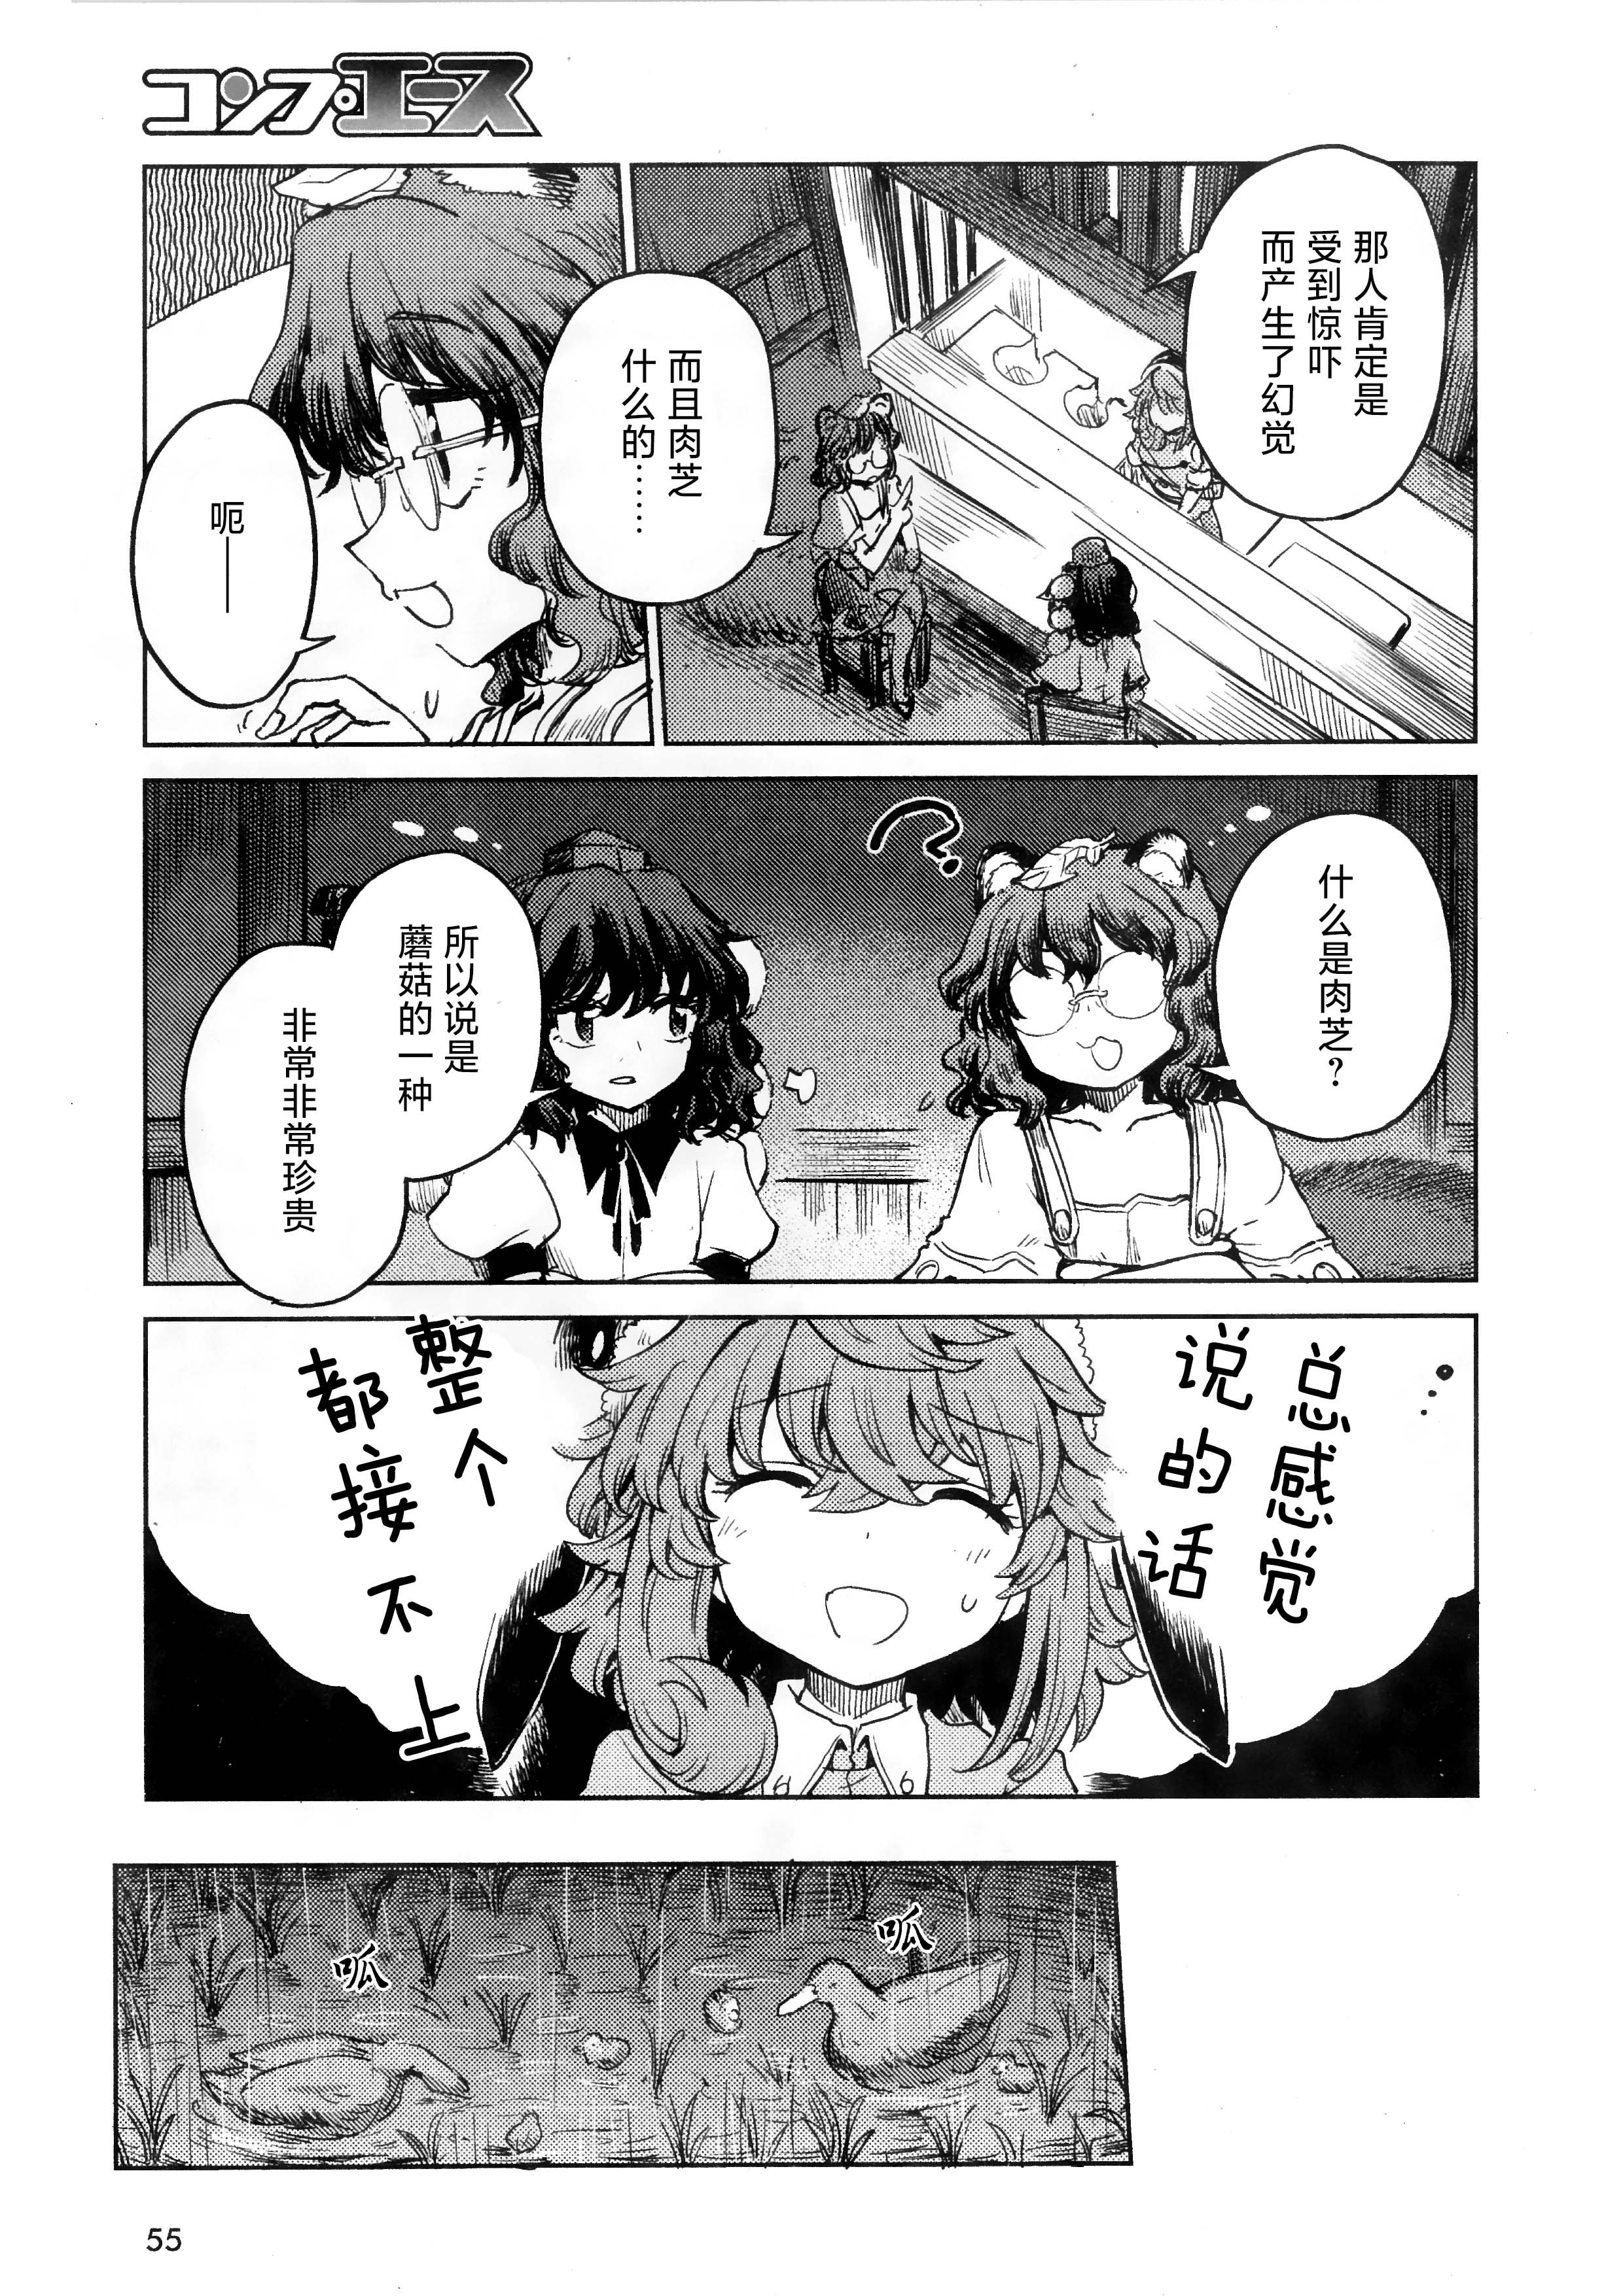 コンプ・エース
那人肯定是
受到惊吓
而产生了幻觉
而且肉芝
什么的……
呃——
什么是肉芝?
所以说是
蘑菇的一种
非常非常珍贵
总感觉
说的话
整个
都接不上
呱
呱
55